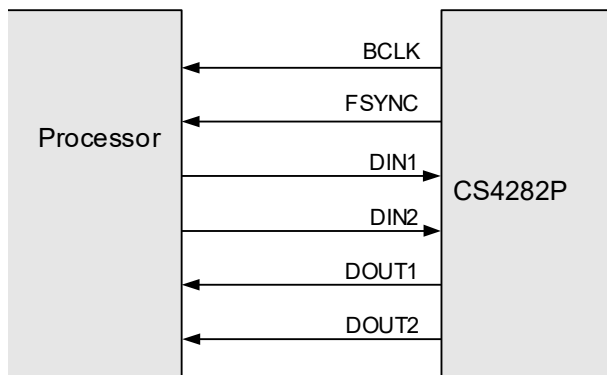 BCLK
FSYNC
Processor
DIN1
CS4282P
DIN2
DOUT1
DOUT2